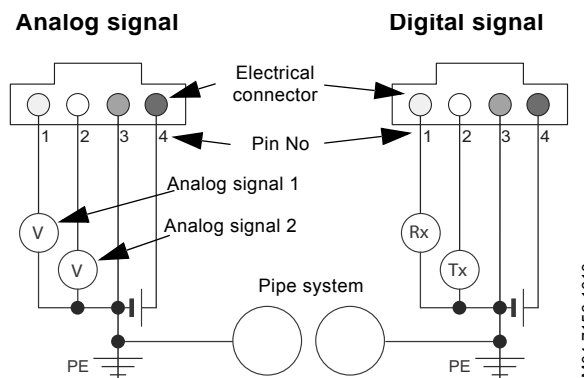 Analog signal
Digital signal
Electrical
connector
1 2 3 4
1 2 3 4
Pin No
Analog signal 1
Analog signal 2
V
V
Rx
Tx
Pipe system
PE
PE